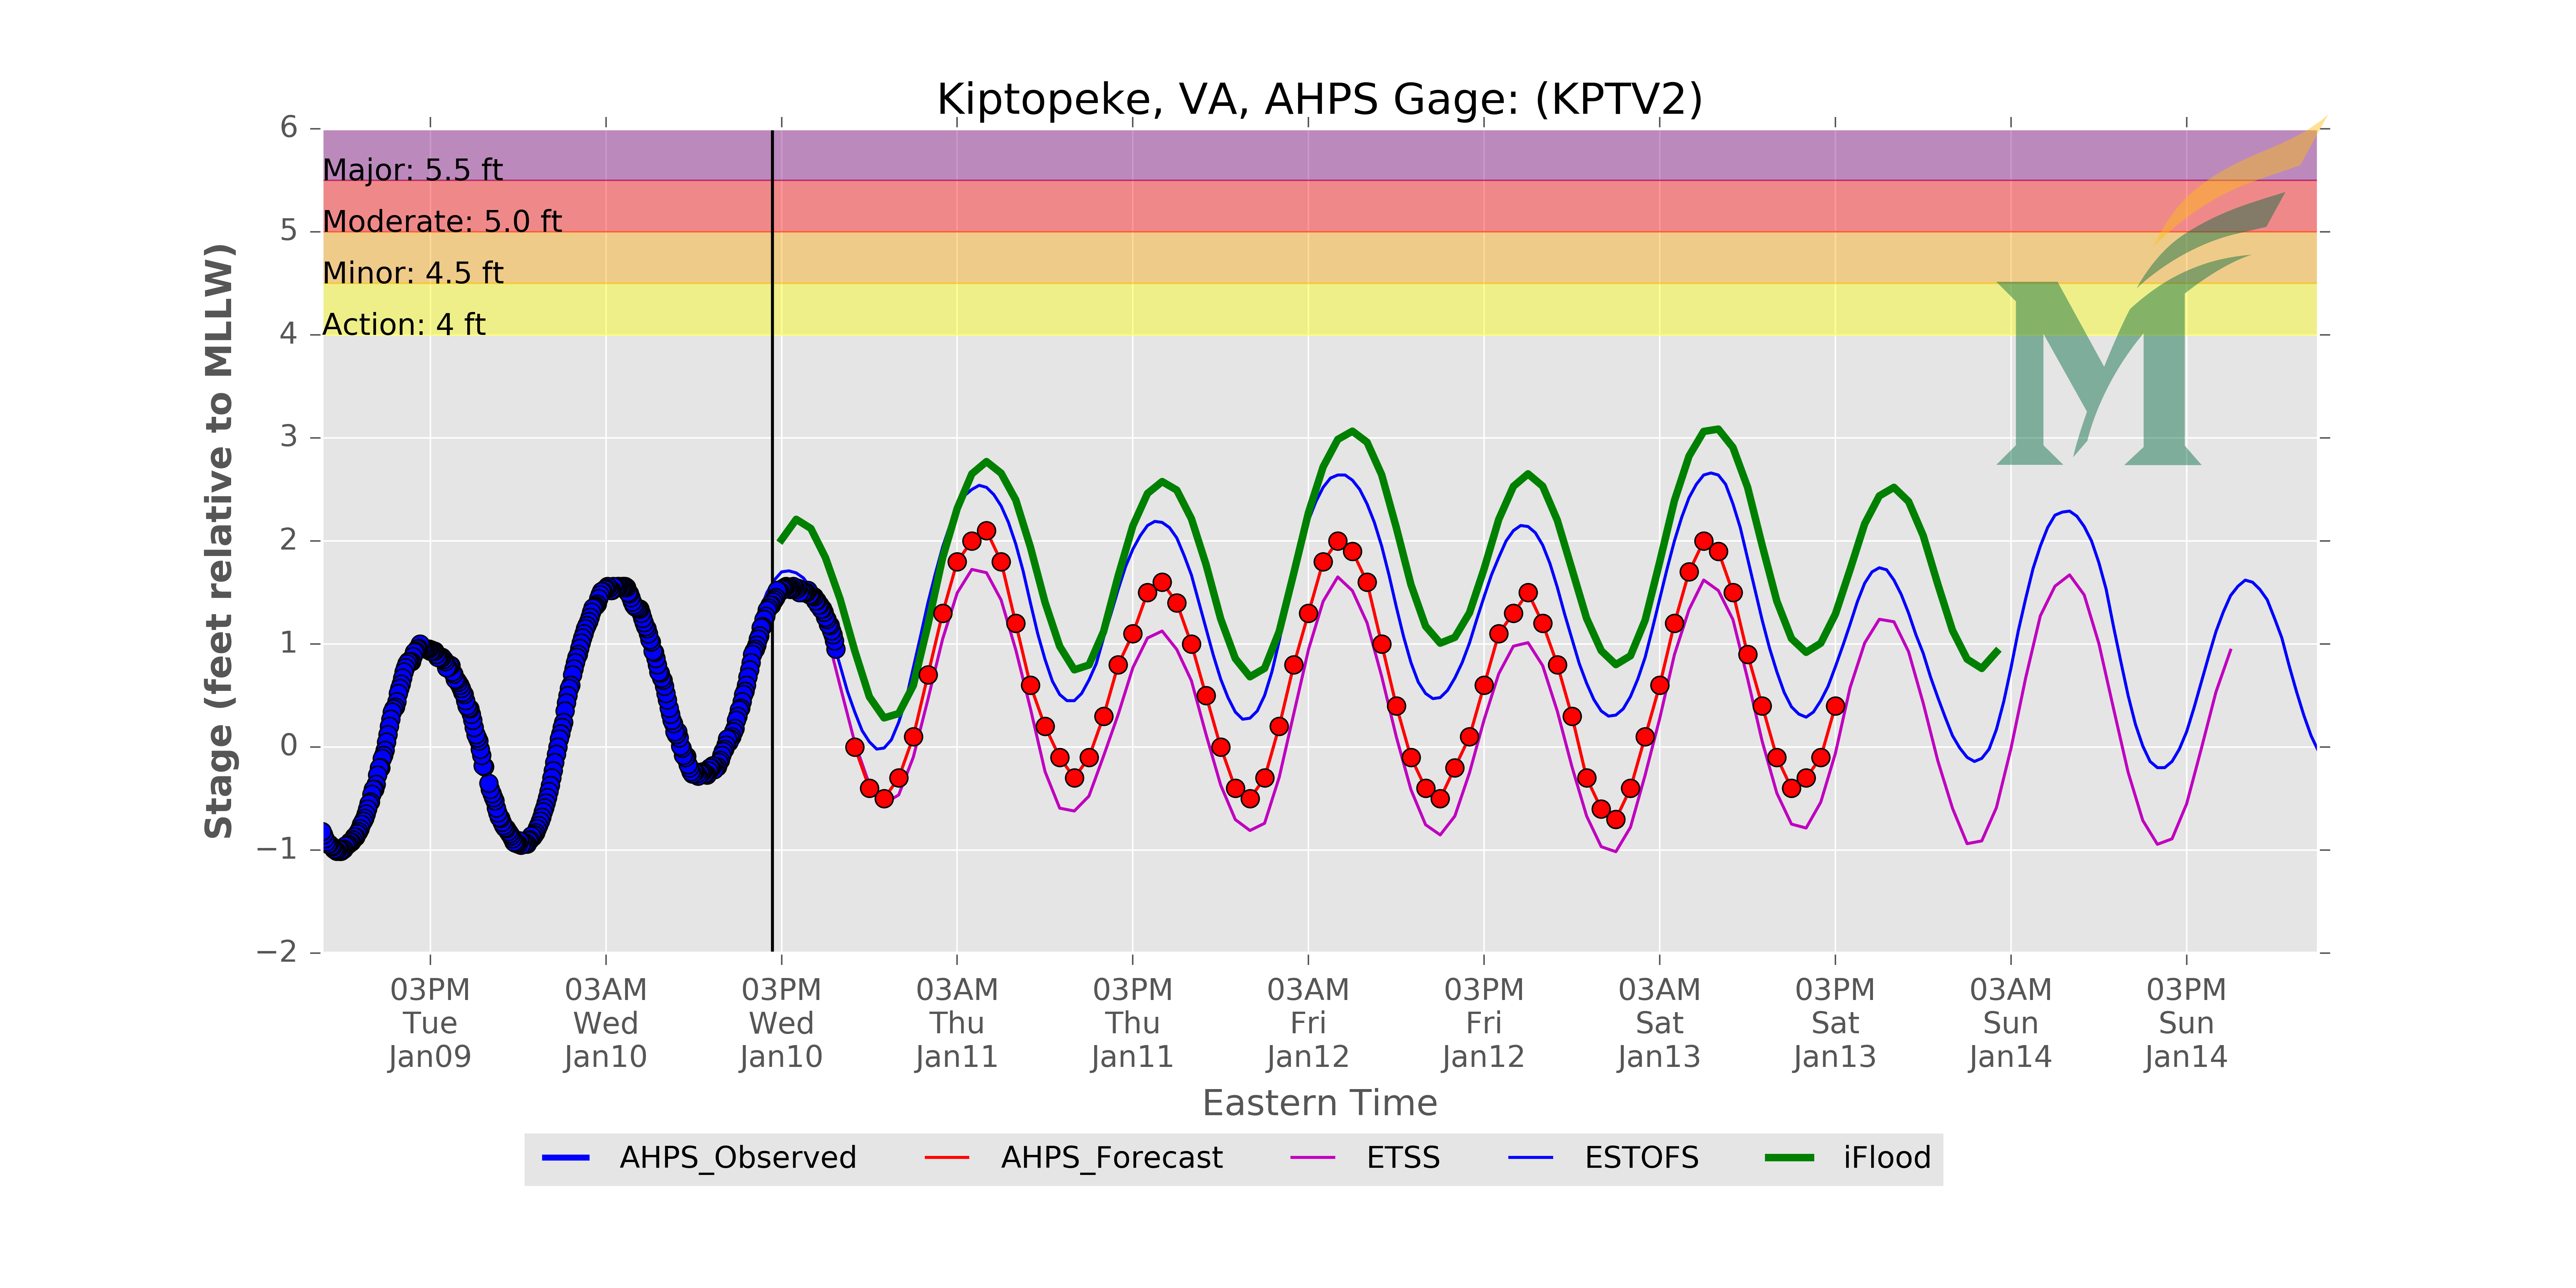 Kiptopeke, VA, AHPS Gage: (KPTV2)
6
Major: 5.5 ft
Moderate: 5.0 ft
5
Minor: 4.5 ft
Action: 4 ft
4
3
2
1
0
−1
−2
Stage (feet relative to MLLW)
M
03PM 03AM 03PM 03AM 03PM 03AM 03PM 03AM 03PM 03AM 03PM
Tue Wed Wed Thu Thu Fri Fri Sat Sat Sun Sun
Jan09 Jan10 Jan10 Jan11 Jan11 Jan12 Jan12 Jan13 Jan13 Jan14 Jan14
Eastern Time
AHPS_Observed AHPS_Forecast ETSS ESTOFS iFlood